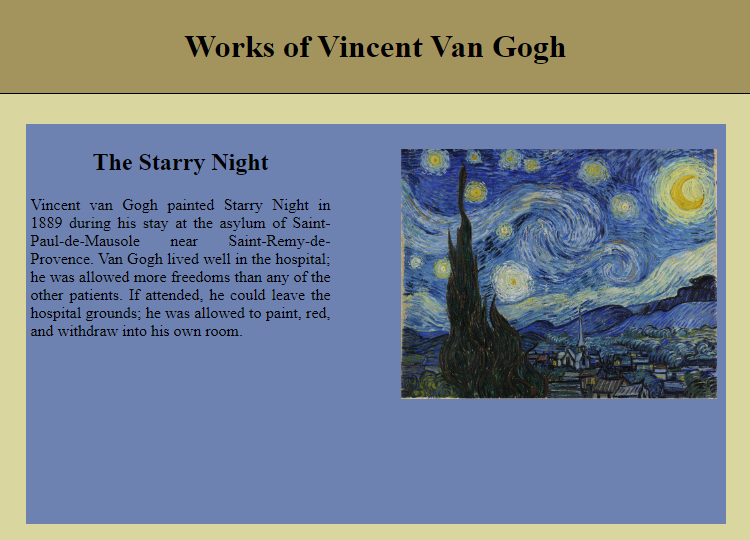 Works of Vincent Van Gogh
The Starry Night
Vincent van Gogh painted Starry Night in
1889 during his stay at the asylum of Saint-
Paul-de-Mausole near Saint-Remy-de-
Provence. Van Gogh lived well in the hospital;
he was allowed more freedoms than any of the
other patients. If attended, he could leave the
hospital grounds; he was allowed to paint, red,
and withdraw into his own room.